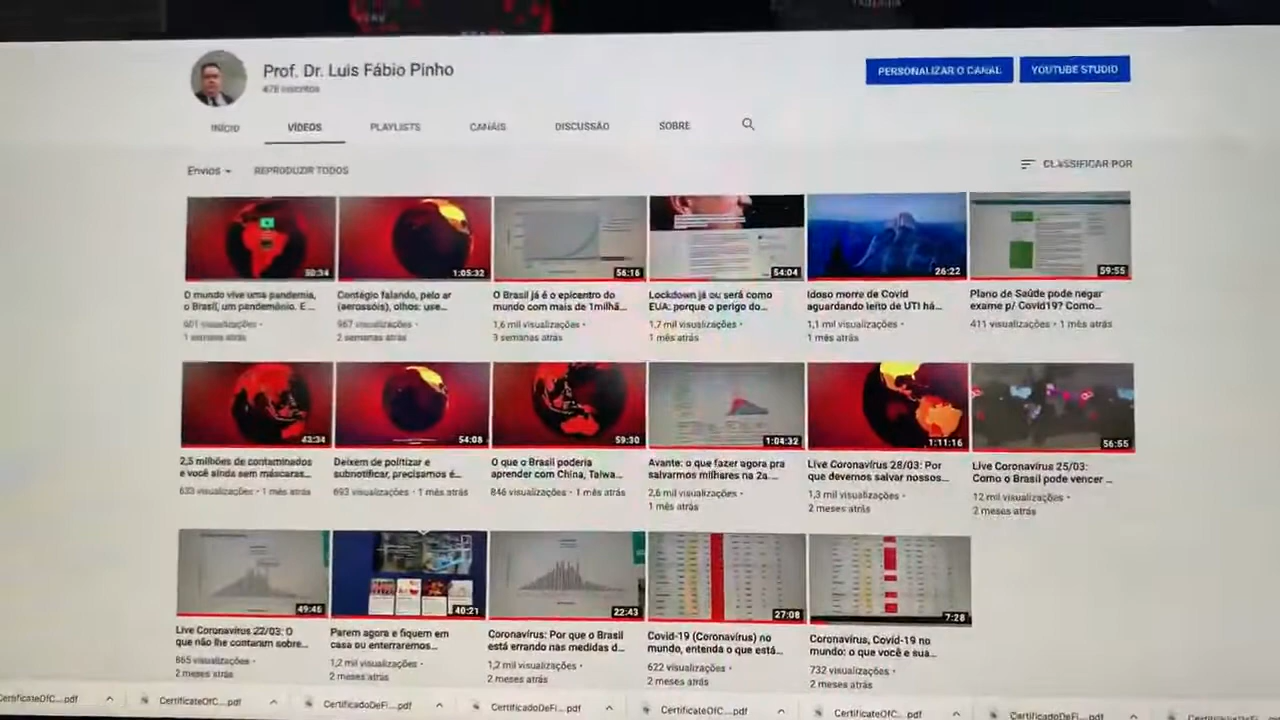 Prof. Dr. Luis Fábio Pinho
478 inscritos
PERSONALIZAR O CANAL
YOUTUBE STUDIO
INÍCIO
VÍDEOS
PLAYLISTS
CANAIS
DISCUSSÃO
SOBRE
Envios
REPRODUZIR TODOS
CLASSIFICAR POR
50:34
1:05:32
56:16
54:04
26:22
59:55
O mundo vive uma pandemia,
o Brasil, um pandemônio. E ...
601 visualizações •
1 semana atrás
Contágio falando, pelo ar
(aerossóis), olhos: use...
967 visualizações •
2 semanas atrás
O Brasil já é o epicentro do
mundo com mais de 1milhã...
1,6 mil visualizações •
3 semanas atrás
Lockdown já ou será como
EUA: porque o perigo do...
1,7 mil visualizações •
1 mês atrás
Idoso morre de Covid
aguardando leito de UTI há...
1,1 mil visualizações •
1 mês atrás
Plano de Saúde pode negar
exame p/ Covid19? Como...
411 visualizações • 1 mês atrás
43:34
54:08
59:30
1:04:32
1:11:16
56:55
2,5 milhões de contaminados
e você ainda sem máscaras...
633 visualizações • 1 mês atrás
Deixem de politizar e
subnotificar, precisamos é...
693 visualizações • 1 mês atrás
O que o Brasil poderia
aprender com China, Taiwa...
846 visualizações • 1 mês atrás
Avante: o que fazer agora pra
salvarmos milhares na 2a ...
2,6 mil visualizações •
1 mês atrás
Live Coronavírus 28/03: Por
que devemos salvar nossos...
1,3 mil visualizações •
2 meses atrás
Live Coronavírus 25/03:
Como o Brasil pode vencer ...
12 mil visualizações •
2 meses atrás
49:46
40:21
22:43
27:08
7:28
Live Coronavírus 22/03: O
que não lhe contaram sobre...
865 visualizações •
2 meses atrás
Parem agora e fiquem em
casa ou enterraremos...
1,2 mil visualizações •
2 meses atrás
Coronavírus: Por que o Brasil
está errando nas medidas d...
1,2 mil visualizações •
2 meses atrás
Covid-19 (Coronavírus) no
mundo, entenda o que está...
622 visualizações •
2 meses atrás
Coronavírus, Covid-19 no
mundo: o que você e sua...
732 visualizações •
2 meses atrás
CertificateOfC....pdf
CertificateOfC....pdf
CertificadoDeFi....pdf
CertificadoDeFi....pdf
CertificateOfC....pdf
CertificateOfC....pdf
CertificadoDeFi....pdf